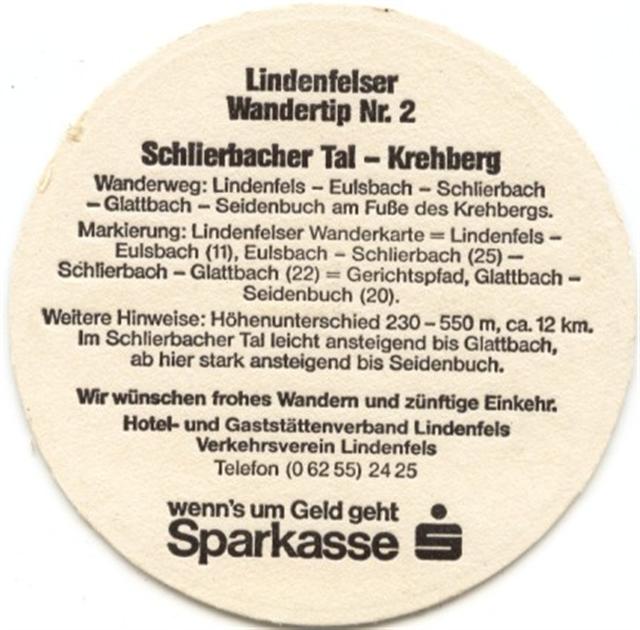 Lindenfelser
Wandertip Nr. 2
Schlierbacher Tal – Krehberg
Wanderweg: Lindenfels – Eulsbach – Schlierbach
– Glattbach – Seidenbuch am Fuße des Krehbergs.
Markierung: Lindenfelser Wanderkarte = Lindenfels –
Eulsbach (11), Eulsbach – Schlierbach (25) –
Schlierbach – Glattbach (22) = Gerichtspfad, Glattbach –
Seidenbuch (20).
Weitere Hinweise: Höhenunterschied 230 – 550 m, ca. 12 km.
Im Schlierbacher Tal leicht ansteigend bis Glattbach,
ab hier stark ansteigend bis Seidenbuch.
Wir wünschen frohes Wandern und zünftige Einkehr.
Hotel- und Gaststättenverband Lindenfels
Verkehrsverein Lindenfels
Telefon (0 62 55) 24 25
wenn's um Geld geht
Sparkasse